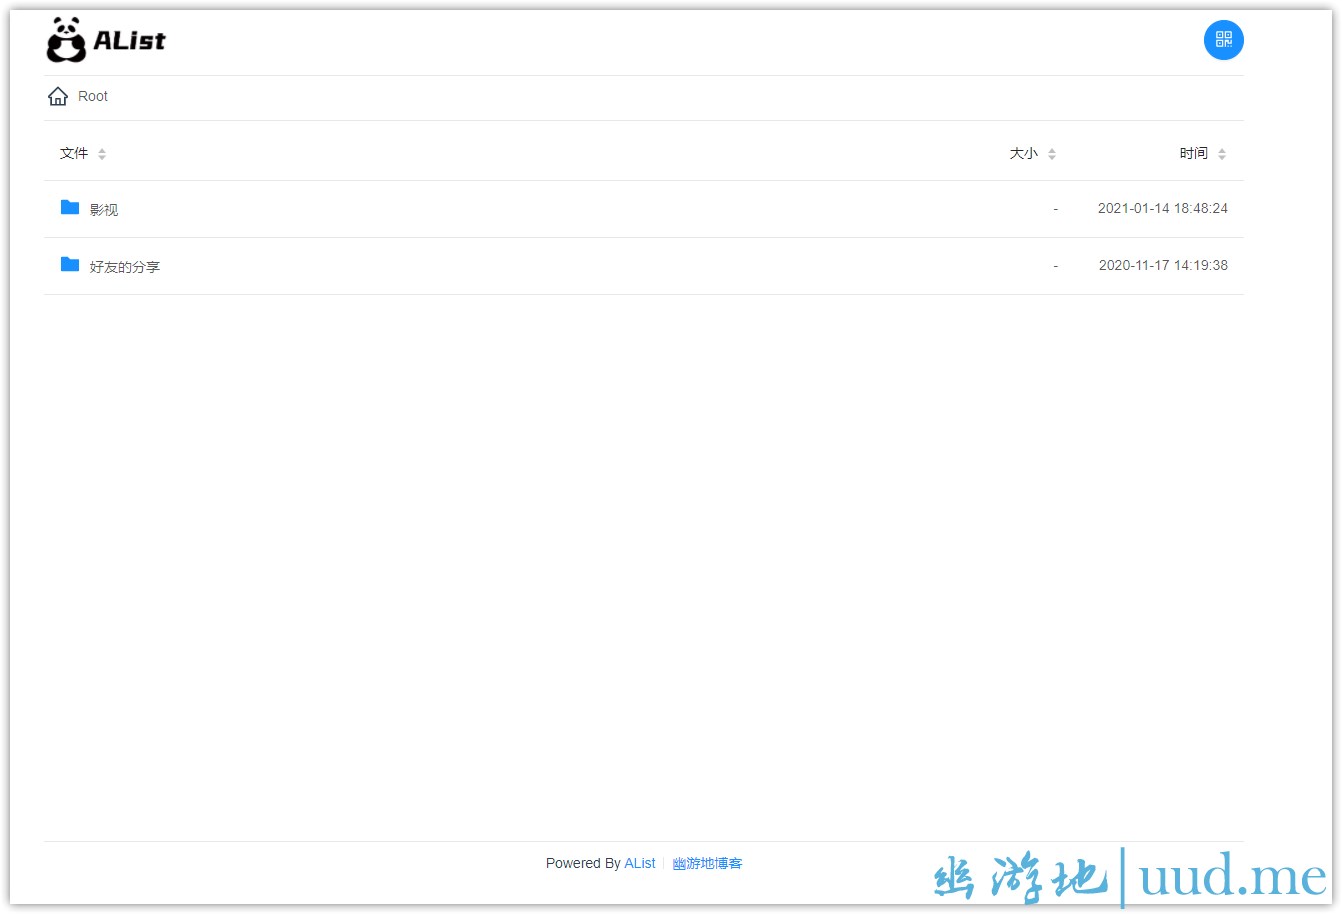 AList
Root
文件 大小 时间
影视 - 2021-01-14 18:48:24
好友的分享 - 2020-11-17 14:19:38
Powered By AList 幽游地博客
幽游地|uud.me